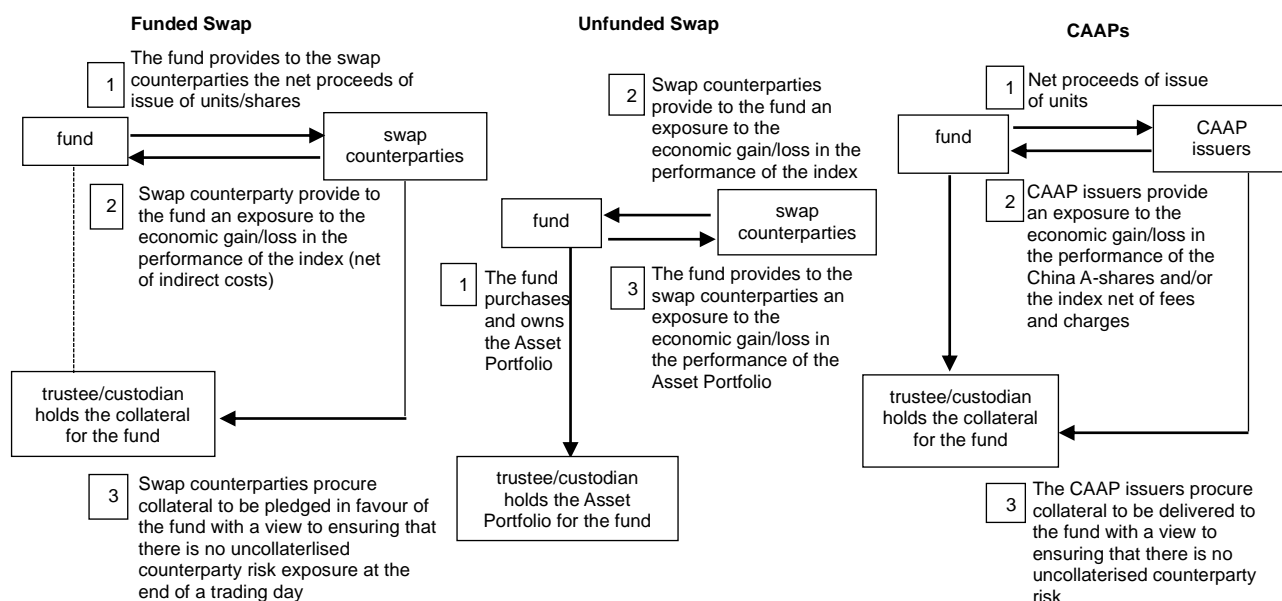 Funded Swap
1
The fund provides to the swap
counterparties the net proceeds of
issue of units/shares
fund
swap
counterparties
2
Swap counterparty provide to
the fund an exposure to the
economic gain/loss in the
performance of the index (net
of indirect costs)
trustee/custodian
holds the collateral
for the fund
3
Swap counterparties procure
collateral to be pledged in favour of
the fund with a view to ensuring that
there is no uncollaterlised
counterparty risk exposure at the
end of a trading day
Unfunded Swap
2
Swap counterparties
provide to the fund an
exposure to the
economic gain/loss in the
performance of the index
fund
swap
counterparties
1
The fund
purchases
and owns
the Asset
Portfolio
3
The fund provides to the
swap counterparties an
exposure to the
economic gain/loss
in the performance of the
Asset Portfolio
trustee/custodian
holds the Asset
Portfolio for the fund
CAAPs
1
Net proceeds of issue
of units
fund
CAAP
issuers
2
CAAP issuers provide
an exposure to the
economic gain/loss in
the performance of the
China A-shares and/or
the index net of fees
and charges
trustee/custodian
holds the collateral
for the fund
3
The CAAP issuers procure
collateral to be delivered to
the fund with a view to
ensuring that there is no
uncollaterised counterparty
risk